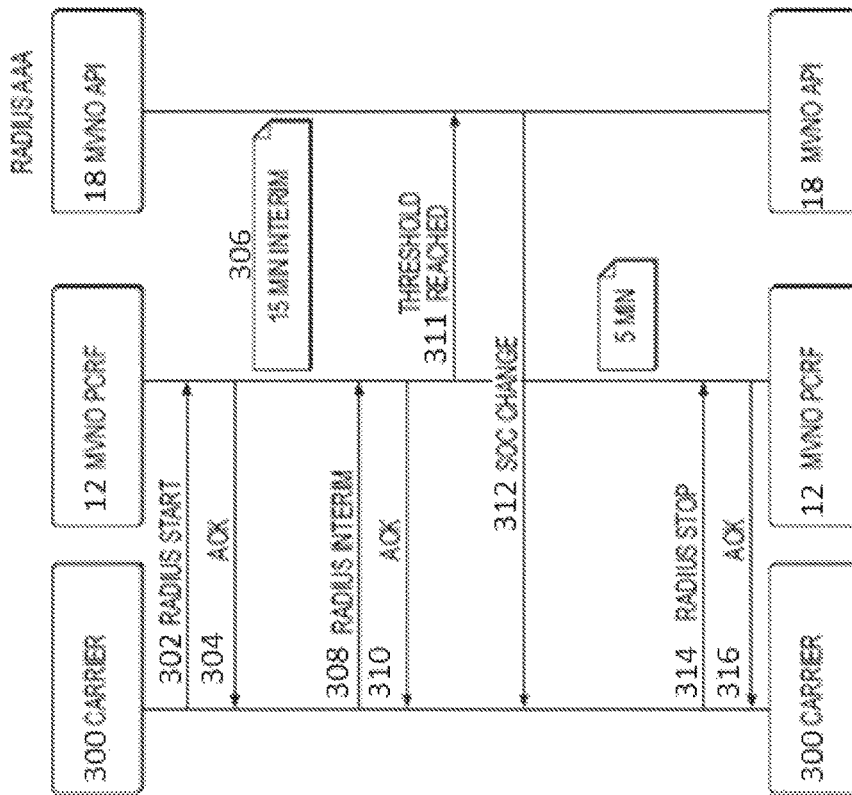 RADIUS AAA
300 CARRIER
12 MVNO PCRF
18 MVNO API
302 RADIUS START
304 ACK
306
15 MIN INTERIM
308 RADIUS INTERIM
310 ACK
THRESHOLD
311 REACHED
312 SOC CHANGE
5 MIN
314 RADIUS STOP
316 ACK
300 CARRIER
12 MVNO PCRF
18 MVNO API